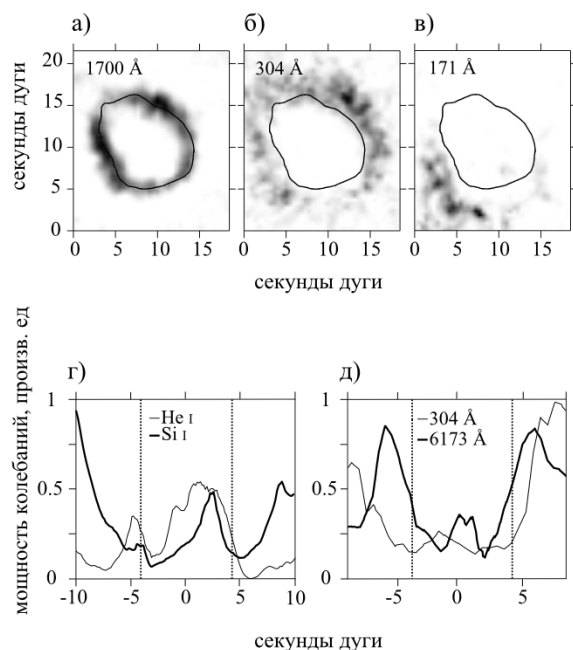 а) б) в)
1700 Å 304 Å 171 Å
секунды дуги
20
15
10
5
0
0 5 10 15 0 5 10 15 0 5 10 15
секунды дуги
г) д)
мощность колебаний, произв. ед
1
0.5
0
He I
Si I
-10 -5 0 5 10
1
0.5
0
304 Å
6173 Å
-5 0 5
секунды дуги